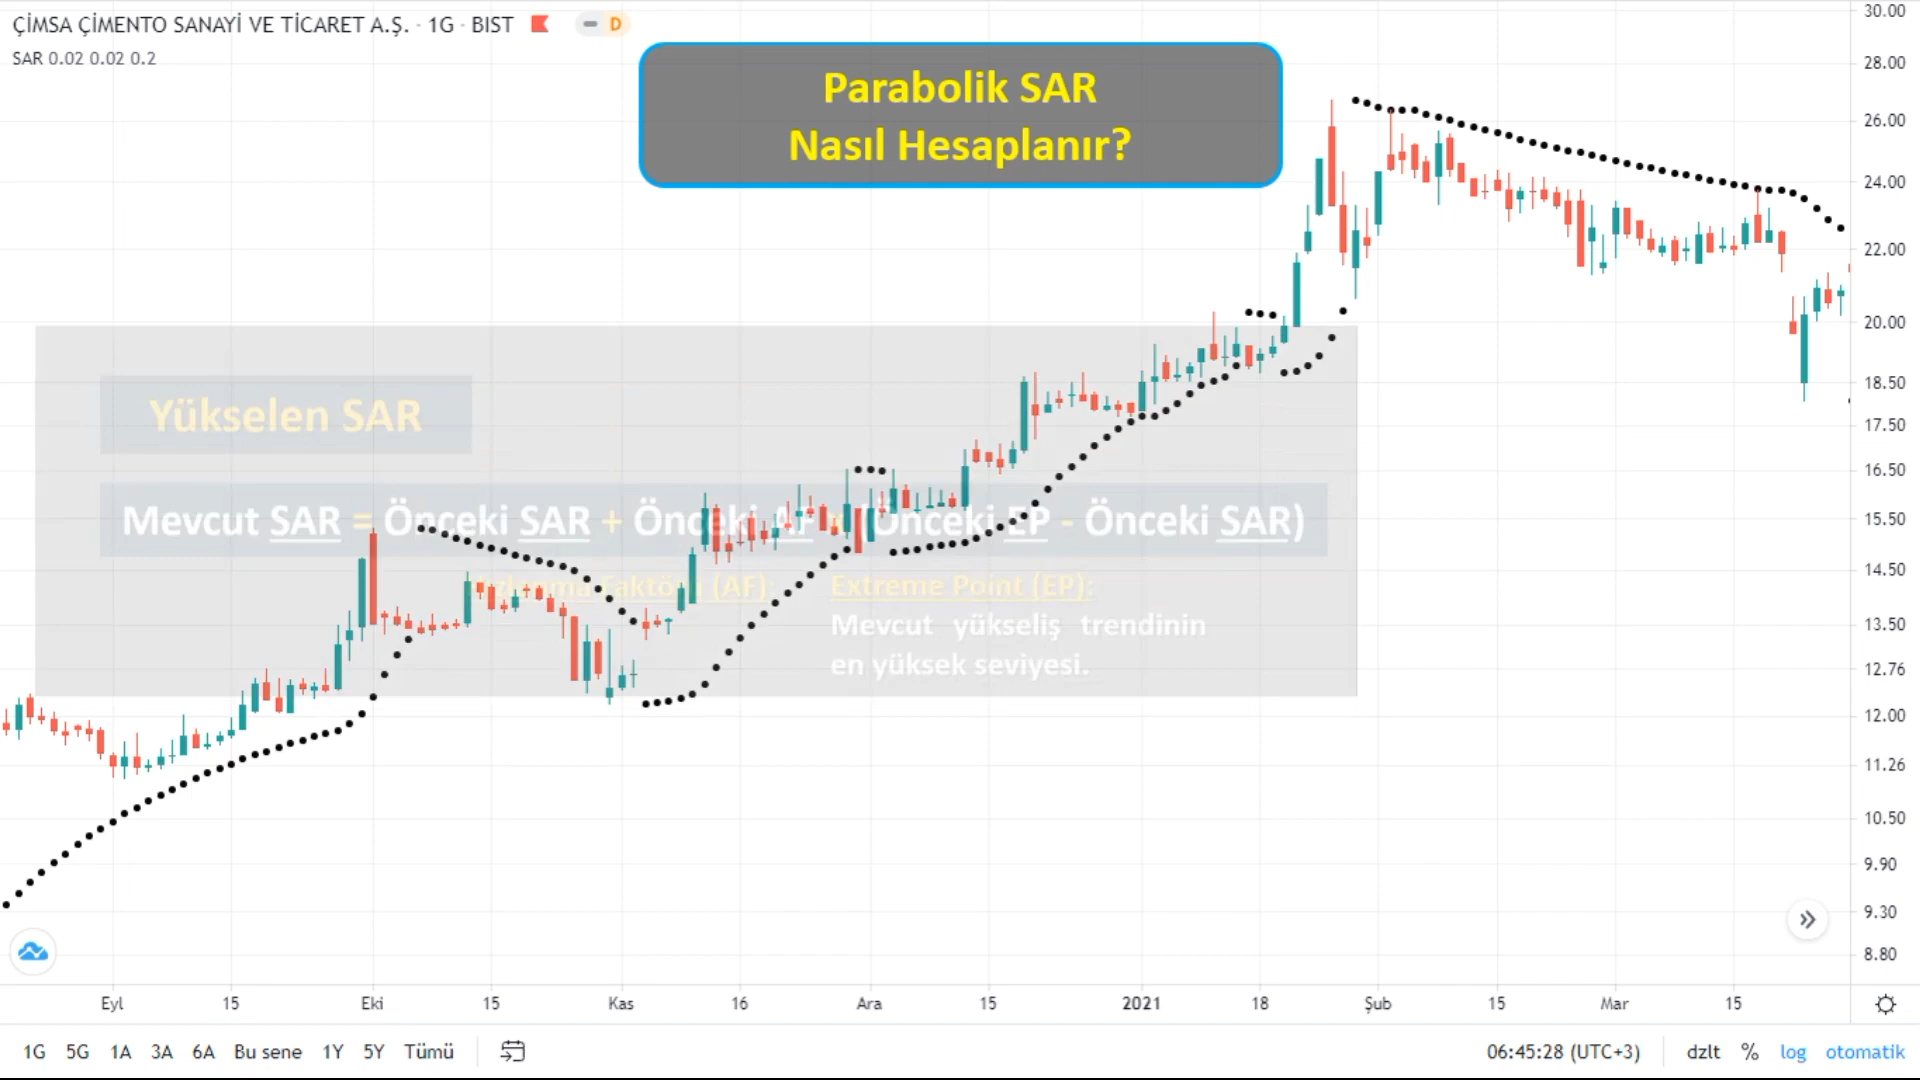 ÇİMSA ÇİMENTO SANAYİ VE TİCARET A.Ş. · 1G · BIST
D
SAR 0.02 0.02 0.2
Parabolik SAR
Nasıl Hesaplanır?
Yükselen SAR
Mevcut SAR = Önceki SAR + Önceki AF (Önceki EP - Önceki SAR)
Faktörü (AF):
Extreme Point (EP):
Mevcut yükseliş trendinin
en yüksek seviyesi.
30.00
28.00
26.00
24.00
22.00
20.00
18.50
17.50
16.50
15.50
14.50
13.50
12.76
12.00
11.26
10.50
9.90
9.30
8.80
Eyl 15 Eki 15 Kas 16 Ara 15 2021 18 Şub 15 Mar 15
1G 5G 1A 3A 6A Bu sene 1Y 5Y Tümü 06:45:28 (UTC+3) dzlt % log otomatik